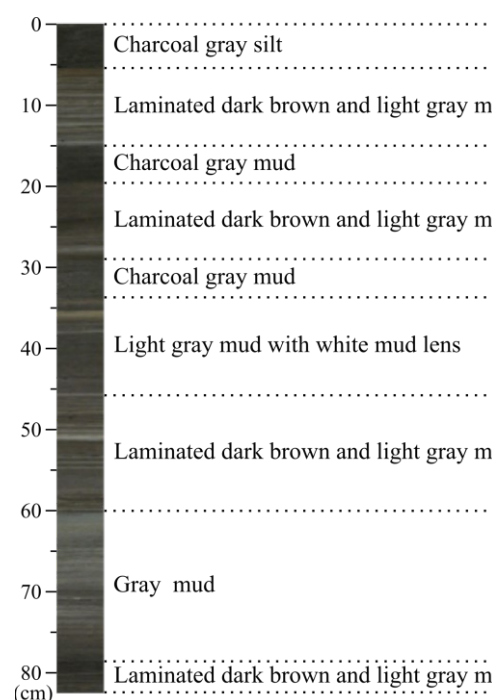 0
Charcoal gray silt
10
Laminated dark brown and light gray m
Charcoal gray mud
20
Laminated dark brown and light gray m
30
Charcoal gray mud
40
Light gray mud with white mud lens
50
Laminated dark brown and light gray m
60
70
Gray mud
80
Laminated dark brown and light gray m
(cm)